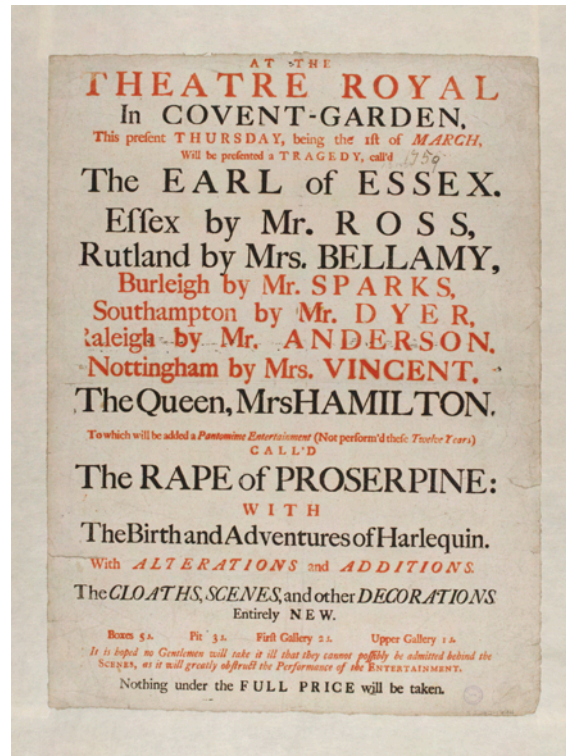 AT THE
THEATRE ROYAL
In COVENT-GARDEN,
This preſent THURSDAY, being the 1ſt of MARCH,
Will be preſented a TRAGEDY, call'd 1759
The EARL of ESSEX.
Eſſex by Mr. ROSS,
Rutland by Mrs. BELLAMY,
Burleigh by Mr. SPARKS,
Southampton by Mr. DYER,
Raleigh by Mr. ANDERSON.
Nottingham by Mrs. VINCENT.
The Queen, Mrs HAMILTON.
To which will be added a Pantomime Entertainment (Not perform'd theſe Twelve Years)
CALL'D
The RAPE of PROSERPINE:
WITH
The Birth and Adventures of Harlequin.
With ALTERATIONS and ADDITIONS.
The CLOATHS, SCENES, and other DECORATIONS
Entirely NEW.
Boxes 5 s. Pit 3 s. Firſt Gallery 2 s. Upper Gallery 1 s.
It is hoped no Gentlemen will take it ill that they cannot poſſibly be admitted behind the
SCENES, as it will greatly obſtruct the Performance of the ENTERTAINMENT.
Nothing under the FULL PRICE will be taken.